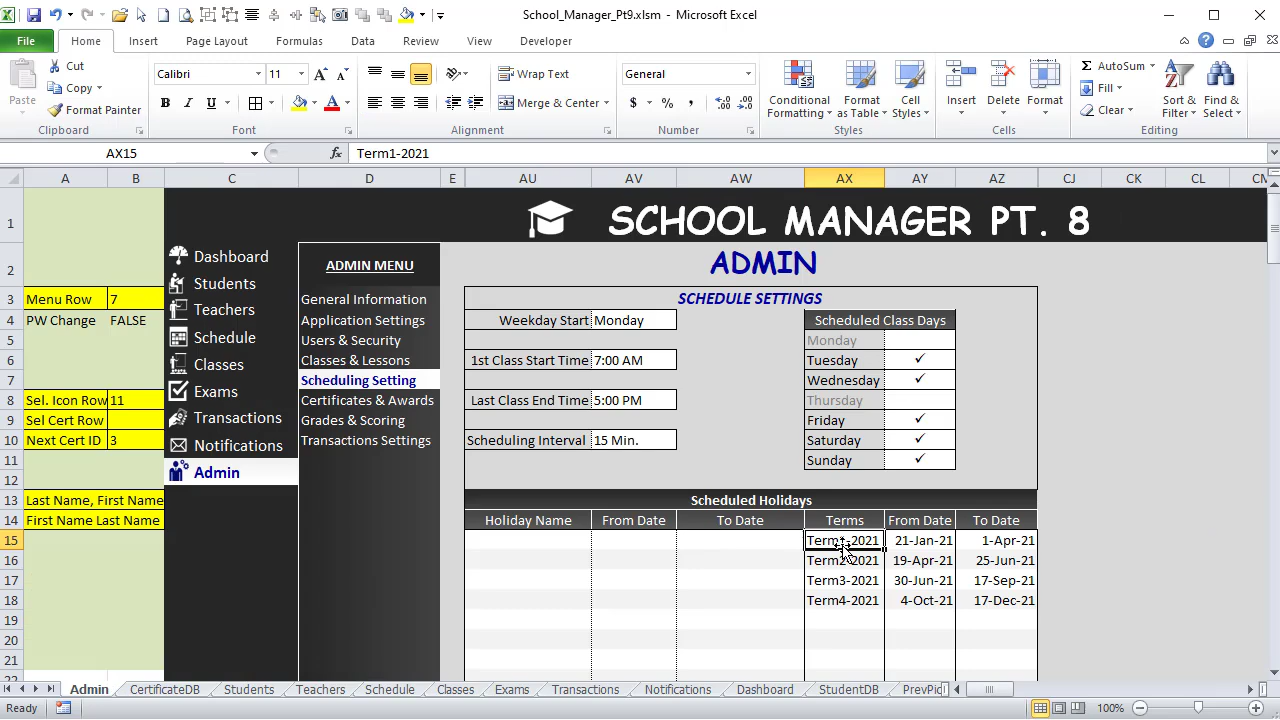 School_Manager_Pt9.xlsm - Microsoft Excel
File Home Insert Page Layout Formulas Data Review View Developer
Paste
Cut
Copy
Format Painter
Clipboard
Calibri 11
B I U
Font
Wrap Text
Merge & Center
Alignment
General
$ % ,
Number
Conditional Formatting
Format as Table
Cell Styles
Styles
Insert Delete Format
Cells
AutoSum
Fill
Clear
Sort & Filter
Find & Select
Editing
AX15 fx Term1-2021
A B C D E AU AV AW AX AY AZ CJ CK CL
SCHOOL MANAGER PT. 8
ADMIN
1
2
3
4
5
6
7
8
9
10
11
12
13
14
15
16
17
18
19
20
21
Menu Row 7
PW Change FALSE
Sel. Icon Row 11
Sel Cert Row
Next Cert ID 3
Last Name, First Name
First Name Last Name
Dashboard
Students
Teachers
Schedule
Classes
Exams
Transactions
Notifications
Admin
ADMIN MENU
General Information
Application Settings
Users & Security
Classes & Lessons
Scheduling Setting
Certificates & Awards
Grades & Scoring
Transactions Settings
SCHEDULE SETTINGS
Weekday Start Monday
1st Class Start Time 7:00 AM
Last Class End Time 5:00 PM
Scheduling Interval 15 Min.
Scheduled Class Days
Monday
Tuesday ✓
Wednesday ✓
Thursday
Friday ✓
Saturday ✓
Sunday ✓
Scheduled Holidays
Holiday Name From Date To Date Terms From Date To Date
Term1-2021 21-Jan-21 1-Apr-21
Term2-2021 19-Apr-21 25-Jun-21
Term3-2021 30-Jun-21 17-Sep-21
Term4-2021 4-Oct-21 17-Dec-21
Admin CertificateDB Students Teachers Schedule Classes Exams Transactions Notifications Dashboard StudentDB PrevPic
Ready 100%